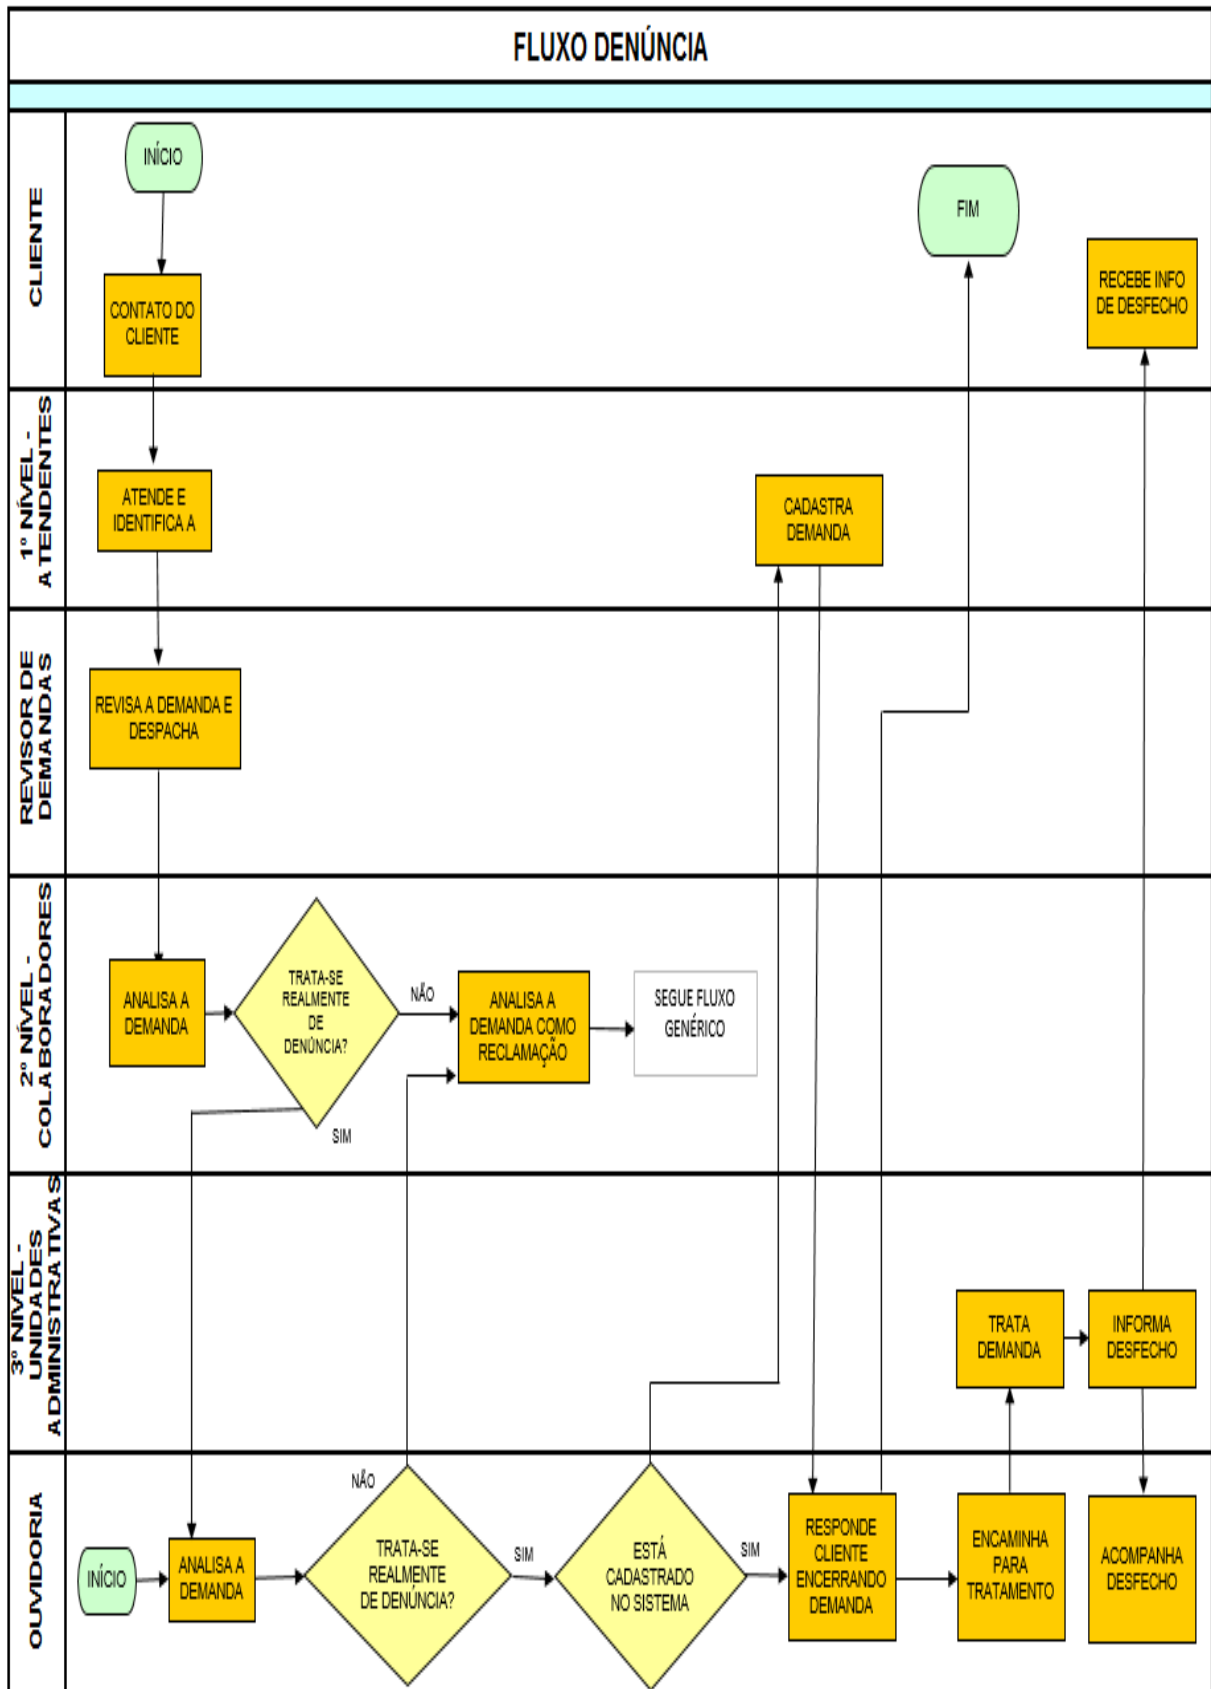 FLUXO DENÚNCIA
CLIENTE
INÍCIO
CONTATO DO
CLIENTE
FIM
RECEBE INFO
DE DESFECHO
1º NÍVEL -
ATENDENTES
ATENDE E
IDENTIFICA A
CADASTRA
DEMANDA
REVISOR DE
DEMANDAS
REVISA A DEMANDA E
DESPACHA
2º NÍVEL -
COLABORADORES
ANALISA A
DEMANDA
TRATA-SE
REALMENTE
DE
DENÚNCIA?
NÃO
SIM
ANALISA A
DEMANDA COMO
RECLAMAÇÃO
SEGUE FLUXO
GENÉRICO
3º NÍVEL -
UNIDADES
ADMINISTRATIVAS
TRATA
DEMANDA
INFORMA
DESFECHO
OUVIDORIA
INÍCIO
ANALISA A
DEMANDA
NÃO
TRATA-SE
REALMENTE
DE DENÚNCIA?
SIM
ESTÁ
CADASTRADO
NO SISTEMA
SIM
RESPONDE
CLIENTE
ENCERRANDO
DEMANDA
ENCAMINHA
PARA
TRATAMENTO
ACOMPANHA
DESFECHO